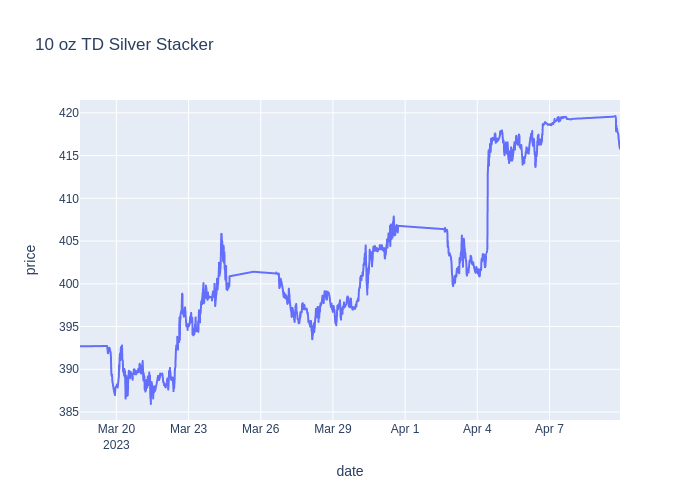 10 oz TD Silver Stacker
420
415
410
405
400
395
390
385
price
Mar 20
2023
Mar 23
Mar 26
Mar 29
Apr 1
Apr 4
Apr 7
date